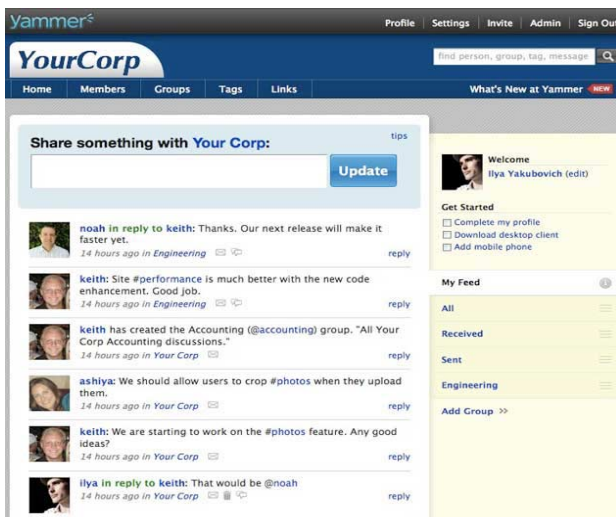 yammer
Profile Settings Invite Admin Sign Out
YourCorp
find person, group, tag, message
Home Members Groups Tags Links
What's New at Yammer NEW
Share something with Your Corp:
tips
Update
noah in reply to keith: Thanks. Our next release will make it
faster yet.
14 hours ago in Engineering
reply
keith: Site #performance is much better with the new code
enhancement. Good job.
14 hours ago in Engineering
reply
keith has created the Accounting (@accounting) group. "All Your
Corp Accounting discussions."
14 hours ago in Your Corp
reply
ashiya: We should allow users to crop #photos when they upload
them.
14 hours ago in Your Corp
reply
keith: We are starting to work on the #photos feature. Any good
ideas?
14 hours ago in Your Corp
reply
ilya in reply to keith: That would be @noah
14 hours ago in Your Corp
reply
Welcome
Ilya Yakubovich (edit)
Get Started
Complete my profile
Download desktop client
Add mobile phone
My Feed
All
Received
Sent
Engineering
Add Group >>